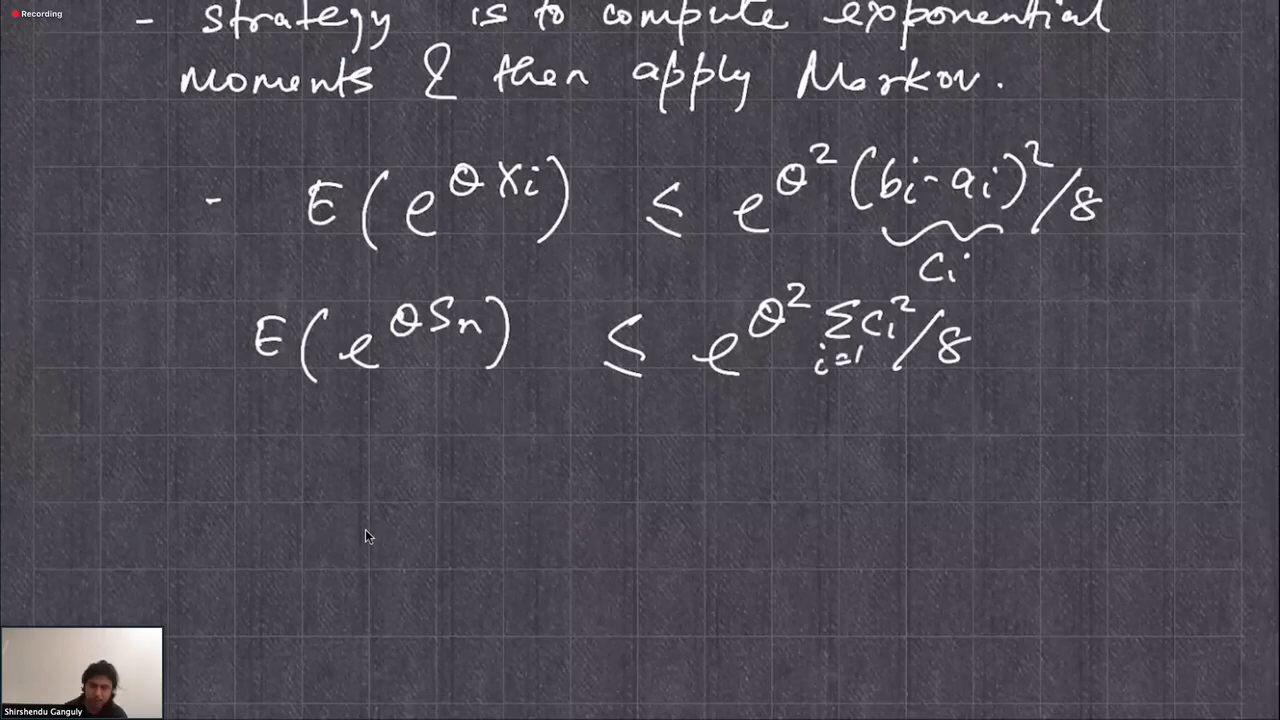 Recording
- strategy is to compute exponential
moments & then apply Markov.
- E(e^{θXi}) ≤ e^{θ²(bi-ai)²/8}
ci
E(e^{θSn}) ≤ e^{θ² Σ_{i=1} ci²/8}
Shirshendu Ganguly